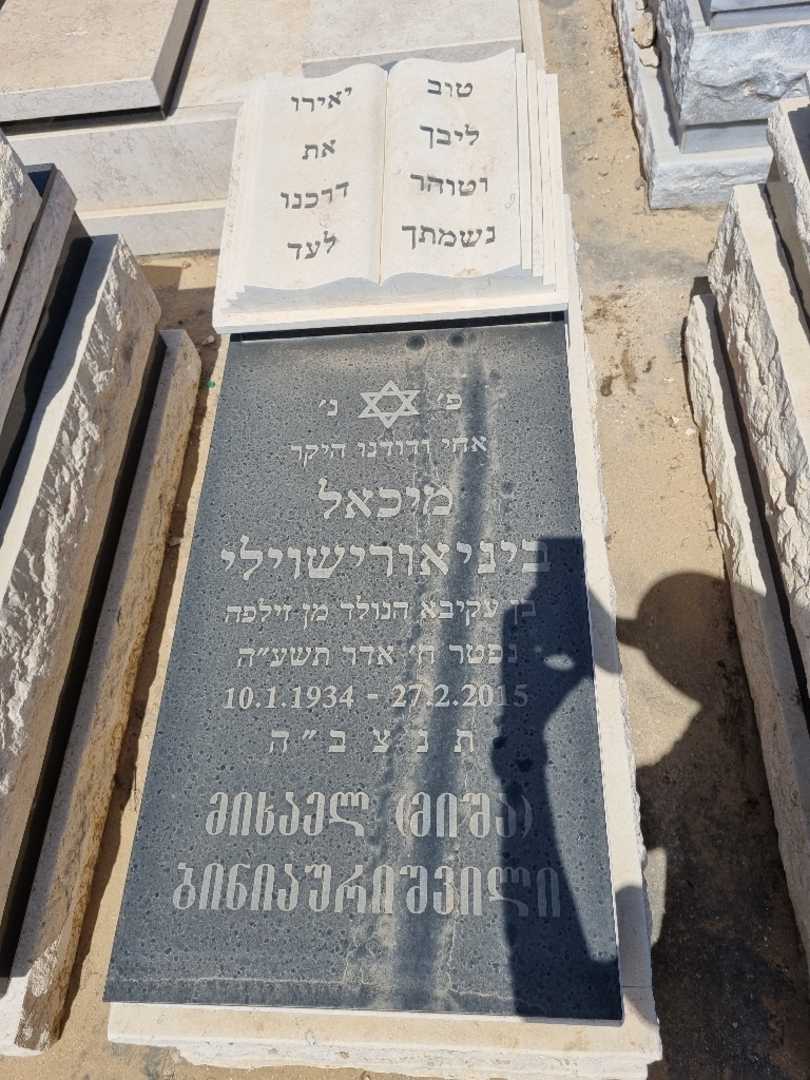 טוב
ליבך
וטוהר
נשמתך
יאירו
את
דרכנו
לעד
פ׳ נ׳
אחי ודודנו היקר
מיכאל
ביניאורישוילי
בן עקיבא הנולד מן זילפה
נפטר ח׳ אדר תשע״ה
10.1.1934 - 27.2.2015
ת נ צ ב ״ ה
მიხაელ (მიშა)
ბინიაურიშვილი